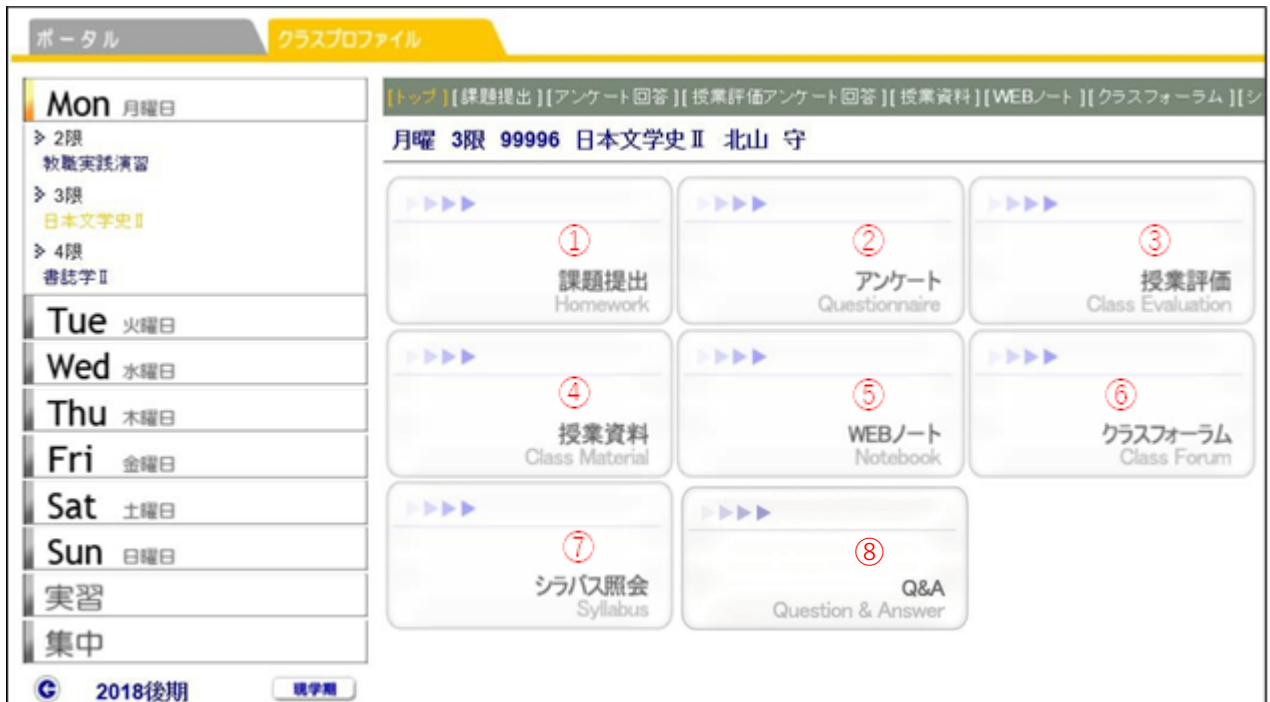 ポータル
クラスプロファイル
Mon 月曜日
2限
教職実践演習
3限
日本文学史Ⅱ
4限
書誌学Ⅱ
Tue 火曜日
Wed 水曜日
Thu 木曜日
Fri 金曜日
Sat 土曜日
Sun 日曜日
実習
集中
2018後期
現学期
[トップ][課題提出][アンケート回答][授業評価アンケート回答][授業資料][WEBノート][クラスフォーラム][シ
月曜 3限 99996 日本文学史Ⅱ 北山 守
①
課題提出
Homework
②
アンケート
Questionnaire
③
授業評価
Class Evaluation
④
授業資料
Class Material
⑤
WEBノート
Notebook
⑥
クラスフォーラム
Class Forum
⑦
シラバス照会
Syllabus
⑧
Q&A
Question & Answer